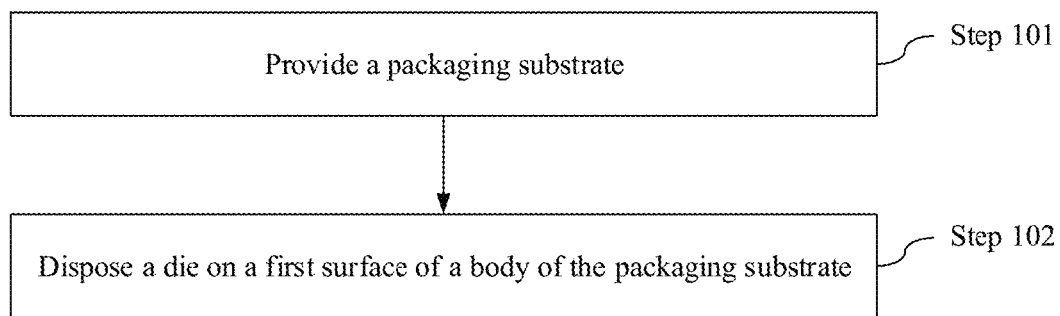 Provide a packaging substrate
Step 101
Dispose a die on a first surface of a body of the packaging substrate
Step 102